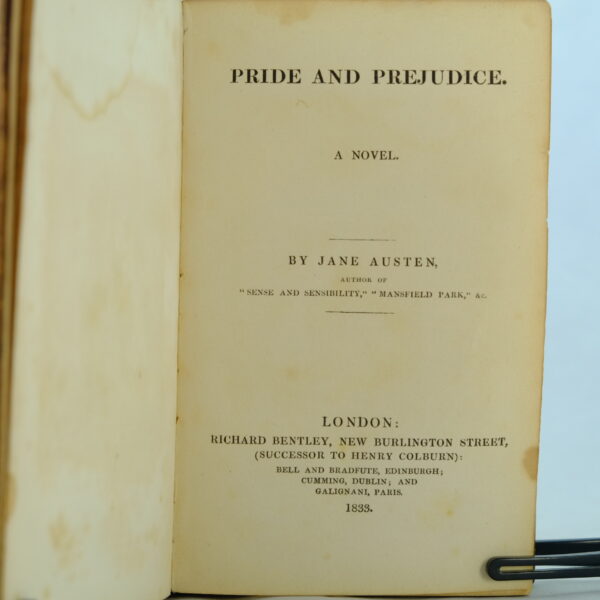 PRIDE AND PREJUDICE.
A NOVEL.
BY JANE AUSTEN,
AUTHOR OF
"SENSE AND SENSIBILITY," "MANSFIELD PARK," &c.
LONDON:
RICHARD BENTLEY, NEW BURLINGTON STREET,
(SUCCESSOR TO HENRY COLBURN):
BELL AND BRADFUTE, EDINBURGH;
CUMMING, DUBLIN; AND
GALIGNANI, PARIS.
1833.